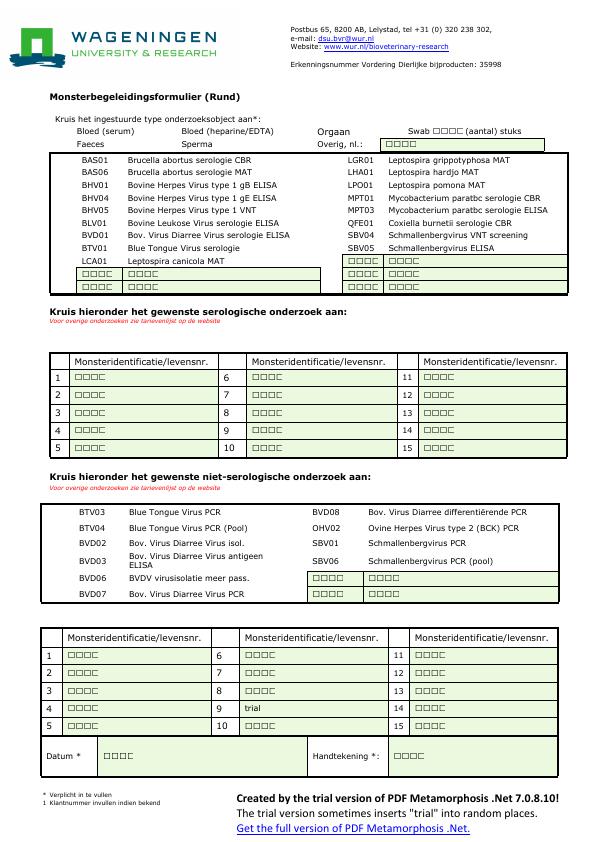 WAGENINGEN
UNIVERSITY & RESEARCH
Postbus 65, 8200 AB, Lelystad, tel +31 (0) 320 238 302,
e-mail: dsu.bvr@wur.nl
Website: www.wur.nl/bioveterinary-research
Erkenningsnummer Vordering Dierlijke bijproducten: 35998
Monsterbegeleidingsformulier (Rund)
Kruis het ingestuurde type onderzoeksobject aan*:
Bloed (serum) Bloed (heparine/EDTA) Orgaan Swab □□□□ (aantal) stuks
Faeces Sperma Overig, nl.: □□□□
BAS01 Brucella abortus serologie CBR LGR01 Leptospira grippotyphosa MAT
BAS06 Brucella abortus serologie MAT LHA01 Leptospira hardjo MAT
BHV01 Bovine Herpes Virus type 1 gB ELISA LPO01 Leptospira pomona MAT
BHV04 Bovine Herpes Virus type 1 gE ELISA MPT01 Mycobacterium paratbc serologie CBR
BHV05 Bovine Herpes Virus type 1 VNT MPT03 Mycobacterium paratbc serologie ELISA
BLV01 Bovine Leukose Virus serologie ELISA QFE01 Coxiella burnetii serologie CBR
BVD01 Bov. Virus Diarree Virus serologie ELISA SBV04 Schmallenbergvirus VNT screening
BTV01 Blue Tongue Virus serologie SBV05 Schmallenbergvirus ELISA
LCA01 Leptospira canicola MAT □□□□ □□□□
□□□□ □□□□ □□□□ □□□□
□□□□ □□□□ □□□□ □□□□
Kruis hieronder het gewenste serologische onderzoek aan:
Voor overige onderzoeken zie tarievenlijst op de website
Monsteridentificatie/levensnr. Monsteridentificatie/levensnr. Monsteridentificatie/levensnr.
1 □□□□ 6 □□□□ 11 □□□□
2 □□□□ 7 □□□□ 12 □□□□
3 □□□□ 8 □□□□ 13 □□□□
4 □□□□ 9 □□□□ 14 □□□□
5 □□□□ 10 □□□□ 15 □□□□
Kruis hieronder het gewenste niet-serologische onderzoek aan:
Voor overige onderzoeken zie tarievenlijst op de website
BTV03 Blue Tongue Virus PCR BVD08 Bov. Virus Diarree differentiërende PCR
BTV04 Blue Tongue Virus PCR (Pool) OHV02 Ovine Herpes Virus type 2 (BCK) PCR
BVD02 Bov. Virus Diarree Virus isol. SBV01 Schmallenbergvirus PCR
BVD03 Bov. Virus Diarree Virus antigeen ELISA SBV06 Schmallenbergvirus PCR (pool)
BVD06 BVDV virusisolatie meer pass. □□□□ □□□□
BVD07 Bov. Virus Diarree Virus PCR □□□□ □□□□
Monsteridentificatie/levensnr. Monsteridentificatie/levensnr. Monsteridentificatie/levensnr.
1 □□□□ 6 □□□□ 11 □□□□
2 □□□□ 7 □□□□ 12 □□□□
3 □□□□ 8 □□□□ 13 □□□□
4 □□□□ 9 trial 14 □□□□
5 □□□□ 10 □□□□ 15 □□□□
Datum * □□□□ Handtekening *: □□□□
* Verplicht in te vullen
1 Klantnummer invullen indien bekend
Created by the trial version of PDF Metamorphosis .Net 7.0.8.10!
The trial version sometimes inserts "trial" into random places.
Get the full version of PDF Metamorphosis .Net.